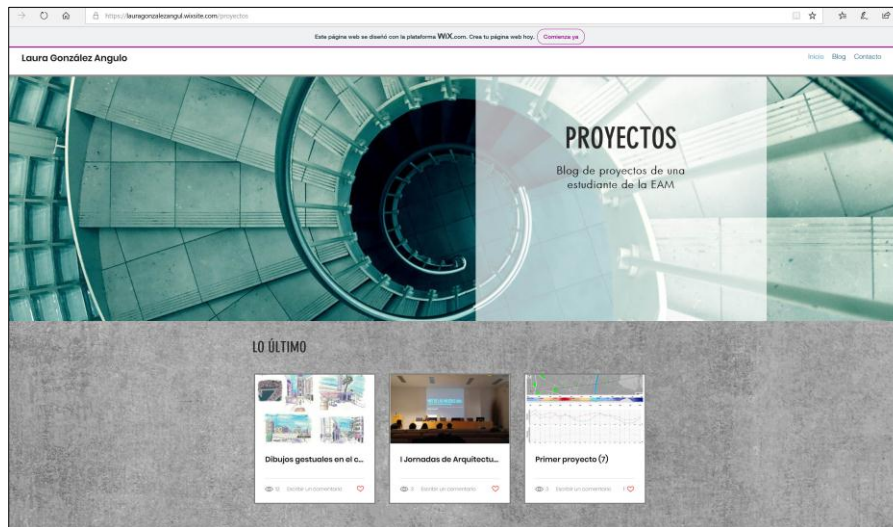 https://lauragonzalezangul.wixsite.com/proyectos
Este página web se diseñó con la plataforma WiX.com. Crea tu página web hoy. Comienza ya
Laura González Angulo
Inicio Blog Contacto
PROYECTOS
Blog de proyectos de una
estudiante de la EAM
LO ÚLTIMO
Dibujos gestuales en el c...
I Jornadas de Arquitectu...
Primer proyecto (7)
Escribir un comentario
Escribir un comentario
Escribir un comentario 1